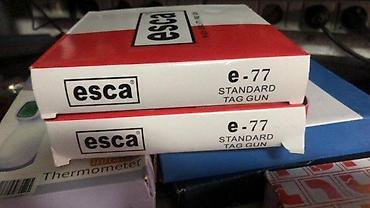 esca
esca
e-77
STANDARD
TAG GUN
esca
e-77
STANDARD
TAG GUN
Thermometer